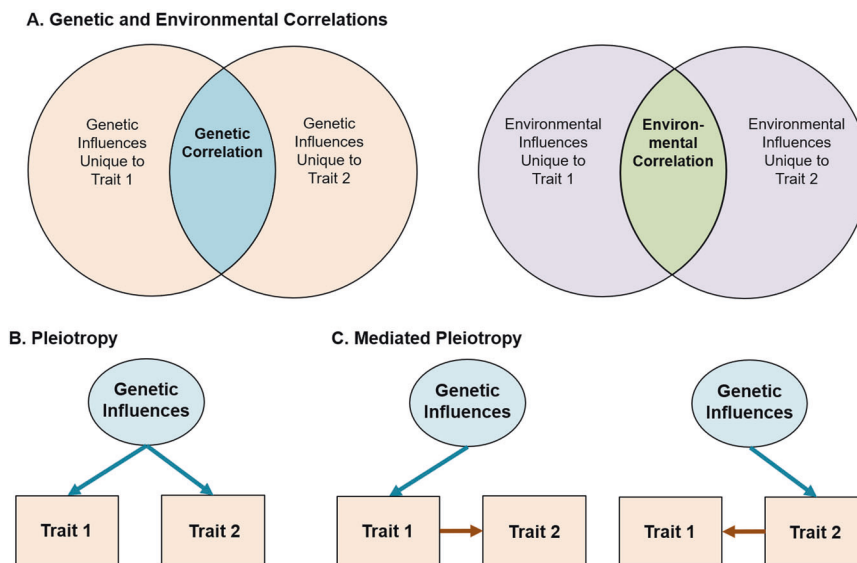 A. Genetic and Environmental Correlations
Genetic
Influences
Unique to
Trait 1
Genetic
Correlation
Genetic
Influences
Unique to
Trait 2
Environmental
Influences
Unique to
Trait 1
Environ-
mental
Correlation
Environmental
Influences
Unique to
Trait 2
B. Pleiotropy
Genetic
Influences
Trait 1
Trait 2
C. Mediated Pleiotropy
Genetic
Influences
Trait 1
Trait 2
Genetic
Influences
Trait 1
Trait 2